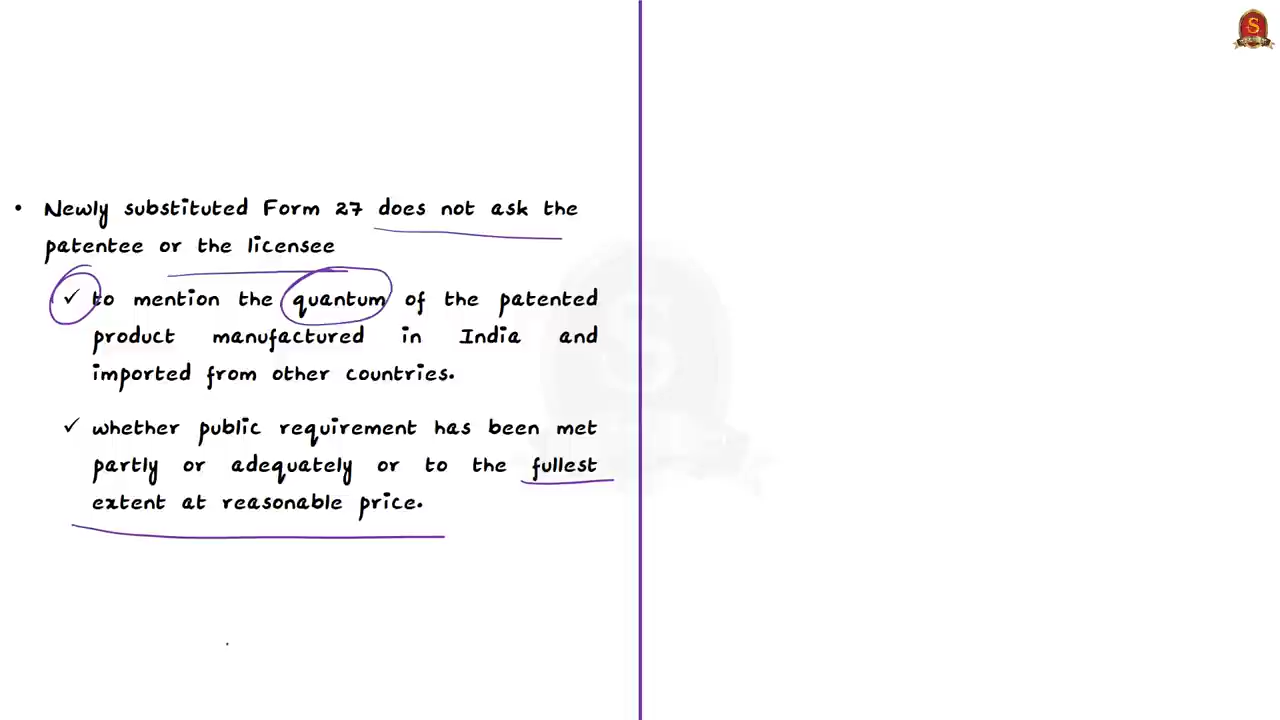 • Newly substituted Form 27 does not ask the
patentee or the licensee
✓ to mention the quantum of the patented
product manufactured in India and
imported from other countries.
✓ whether public requirement has been met
partly or adequately or to the fullest
extent at reasonable price.
S